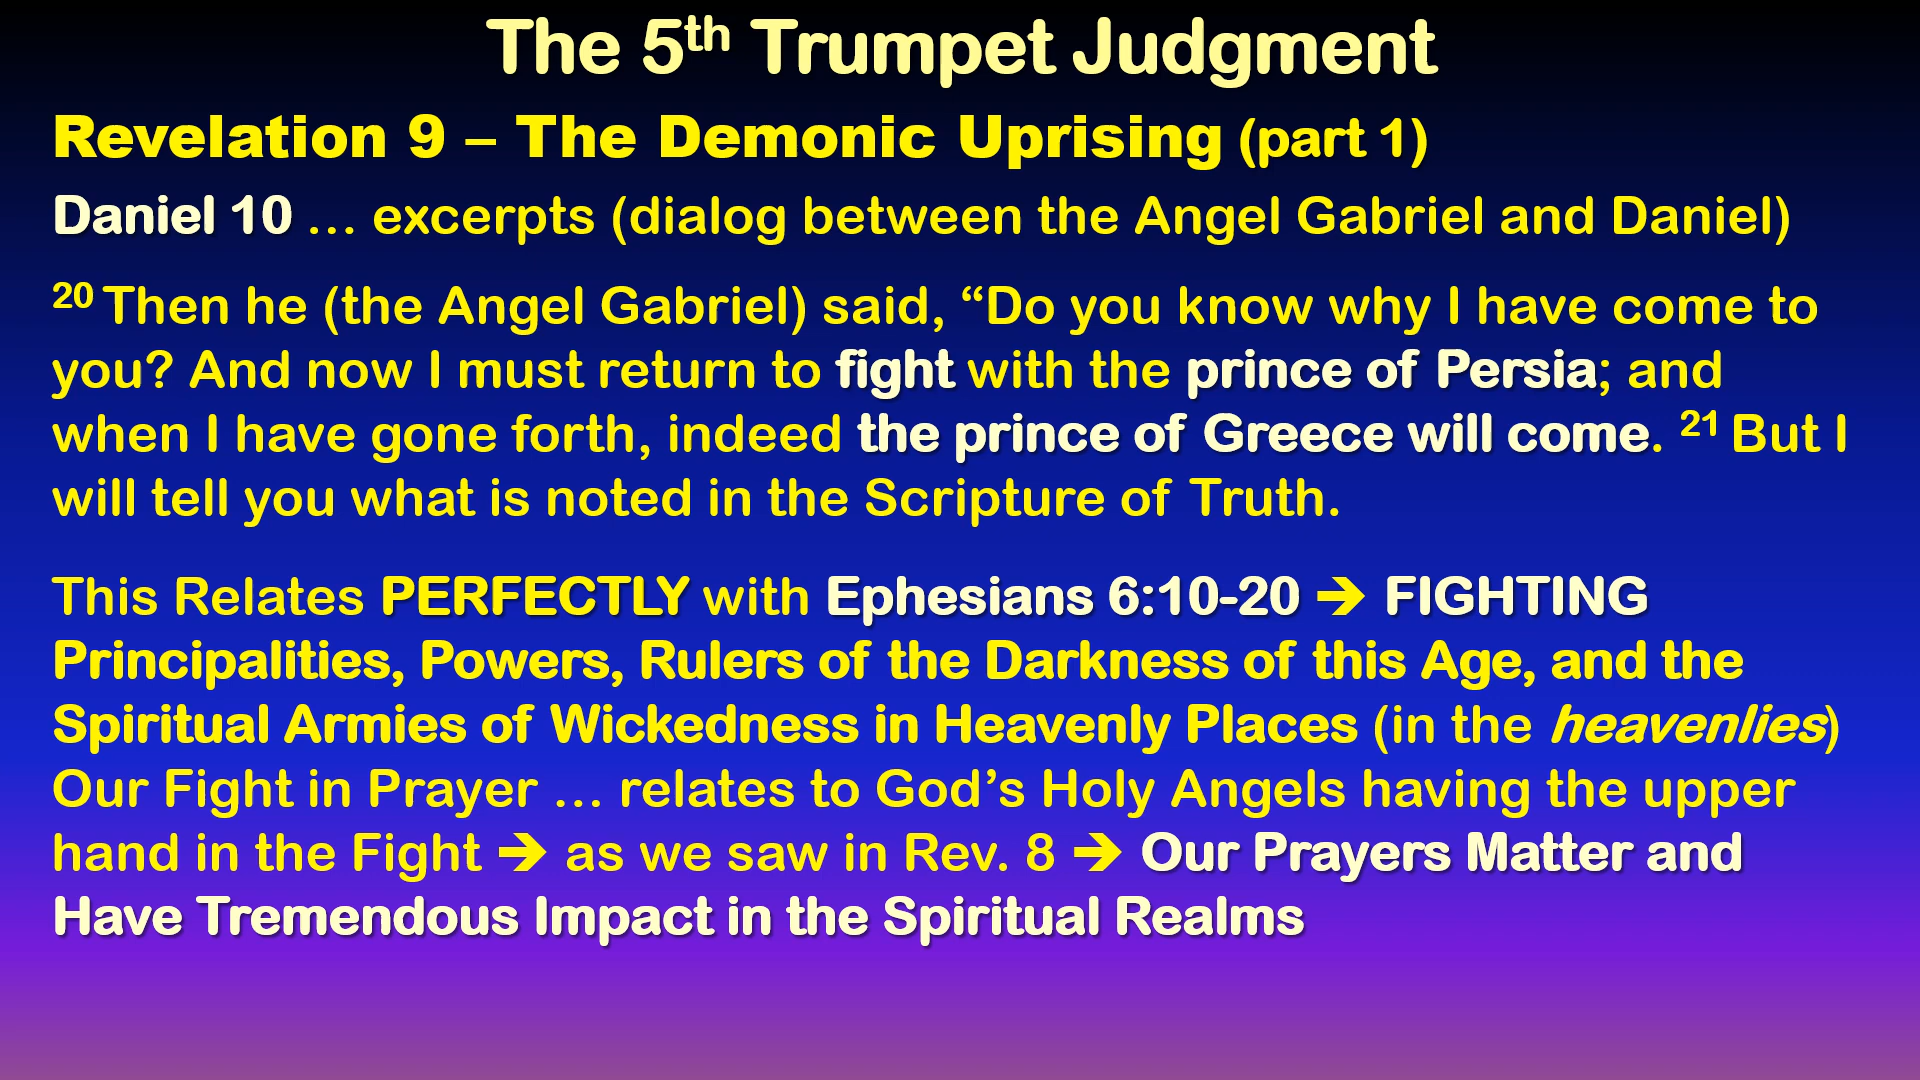 The 5th Trumpet Judgment
Revelation 9 – The Demonic Uprising (part 1)
Daniel 10 … excerpts (dialog between the Angel Gabriel and Daniel)
20 Then he (the Angel Gabriel) said, “Do you know why I have come to
you? And now I must return to fight with the prince of Persia; and
when I have gone forth, indeed the prince of Greece will come. 21 But I
will tell you what is noted in the Scripture of Truth.
This Relates PERFECTLY with Ephesians 6:10-20 ➔ FIGHTING
Principalities, Powers, Rulers of the Darkness of this Age, and the
Spiritual Armies of Wickedness in Heavenly Places (in the heavenlies)
Our Fight in Prayer … relates to God’s Holy Angels having the upper
hand in the Fight ➔ as we saw in Rev. 8 ➔ Our Prayers Matter and
Have Tremendous Impact in the Spiritual Realms